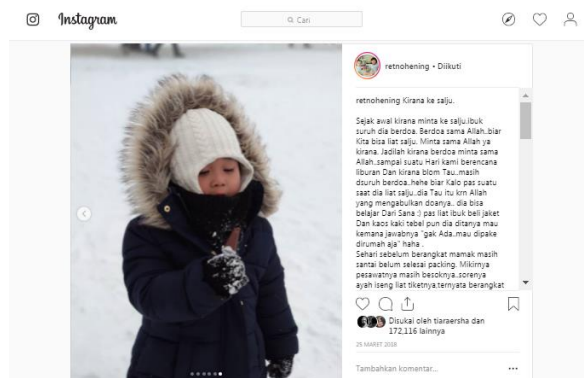 Instagram
Cari
retnohening • Diikuti
retnohening Kirana ke salju.
Sejak awal kirana minta ke salju.ibuk
suruh dia berdoa. Berdoa sama Allah..biar
Kita bisa liat salju. Minta sama Allah ya
kirana. Jadilah kirana berdoa minta sama
Allah..sampai suatu Hari kami berencana
liburan Dan kirana blom Tau..masih
dsuruh berdoa..hehe biar Kalo pas suatu
saat dia liat salju..dia Tau itu krn Allah
yang mengabulkan doanya.. dia bisa
belajar Dari Sana :) pas liat ibuk beli jaket
Dan kaos kaki tebel pun dia ditanya mau
kemana jawabnya "gak Ada..mau dipake
dirumah aja" haha .
Sehari sebelum berangkat mamak masih
santai belum selesai packing. Mikirnya
pesawatnya masih besoknya..sorenya
ayah iseng liat tiketnya,ternyata berangkat
Disukai oleh tiaraersha dan
172,116 lainnya
25 MARET 2018
Tambahkan komentar...